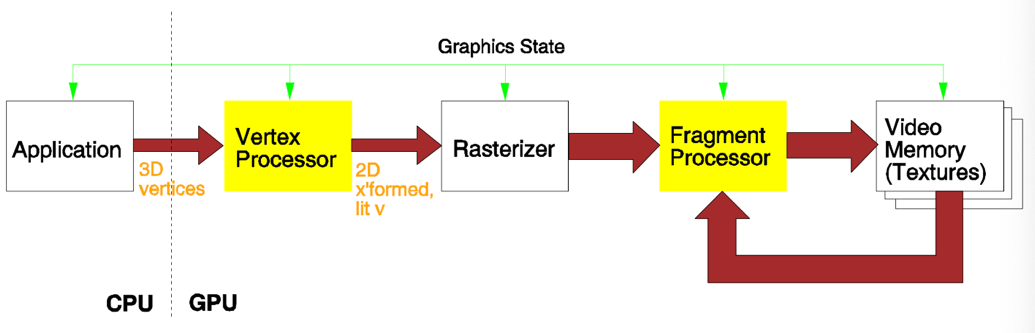 Graphics State
Application
3D
vertices
Vertex
Processor
2D
x'formed,
lit v
Rasterizer
Fragment
Processor
Video
Memory
(Textures)
CPU
GPU